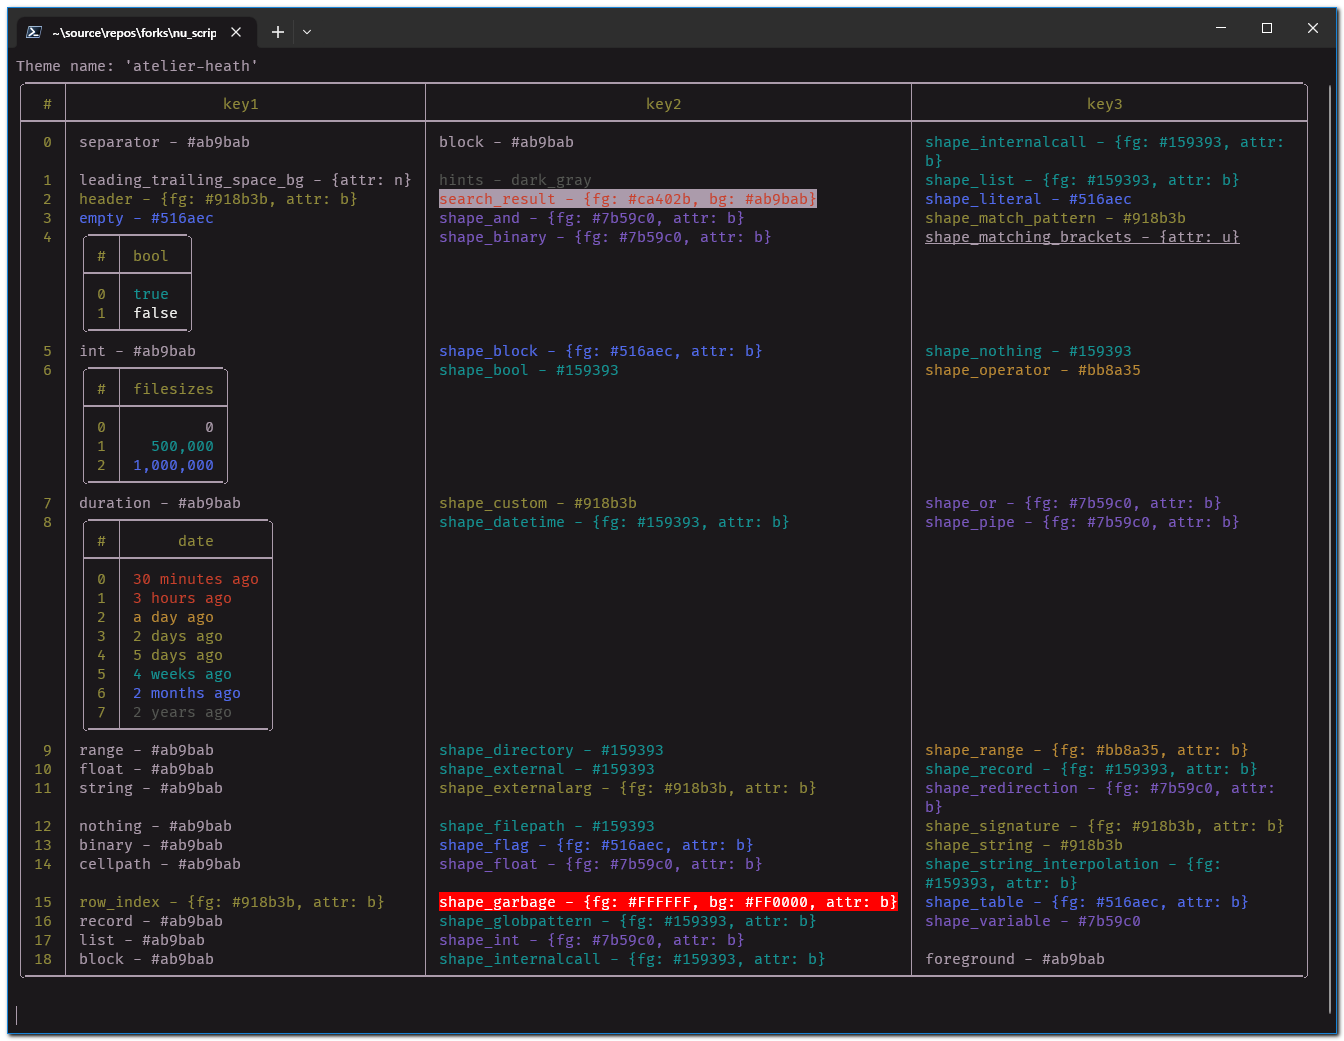 ~\source\repos\forks\nu_scrip
Theme name: 'atelier-heath'
# key1 key2 key3
0 separator - #ab9bab block - #ab9bab shape_internalcall - {fg: #159393, attr:
b}
1 leading_trailing_space_bg - {attr: n} hints - dark_gray shape_list - {fg: #159393, attr: b}
2 header - {fg: #918b3b, attr: b} search_result - {fg: #ca402b, bg: #ab9bab} shape_literal - #516aec
3 empty - #516aec shape_and - {fg: #7b59c0, attr: b} shape_match_pattern - #918b3b
4 shape_binary - {fg: #7b59c0, attr: b} shape_matching_brackets - {attr: u}
# bool
0 true
1 false
5 int - #ab9bab shape_block - {fg: #516aec, attr: b} shape_nothing - #159393
6 shape_bool - #159393 shape_operator - #bb8a35
# filesizes
0 0
1 500,000
2 1,000,000
7 duration - #ab9bab shape_custom - #918b3b shape_or - {fg: #7b59c0, attr: b}
8 shape_datetime - {fg: #159393, attr: b} shape_pipe - {fg: #7b59c0, attr: b}
# date
0 30 minutes ago
1 3 hours ago
2 a day ago
3 2 days ago
4 5 days ago
5 4 weeks ago
6 2 months ago
7 2 years ago
9 range - #ab9bab shape_directory - #159393 shape_range - {fg: #bb8a35, attr: b}
10 float - #ab9bab shape_external - #159393 shape_record - {fg: #159393, attr: b}
11 string - #ab9bab shape_externalarg - {fg: #918b3b, attr: b} shape_redirection - {fg: #7b59c0, attr:
b}
12 nothing - #ab9bab shape_filepath - #159393 shape_signature - {fg: #918b3b, attr: b}
13 binary - #ab9bab shape_flag - {fg: #516aec, attr: b} shape_string - #918b3b
14 cellpath - #ab9bab shape_float - {fg: #7b59c0, attr: b} shape_string_interpolation - {fg:
#159393, attr: b}
15 row_index - {fg: #918b3b, attr: b} shape_garbage - {fg: #FFFFFF, bg: #FF0000, attr: b} shape_table - {fg: #516aec, attr: b}
16 record - #ab9bab shape_globpattern - {fg: #159393, attr: b} shape_variable - #7b59c0
17 list - #ab9bab shape_int - {fg: #7b59c0, attr: b}
18 block - #ab9bab shape_internalcall - {fg: #159393, attr: b} foreground - #ab9bab